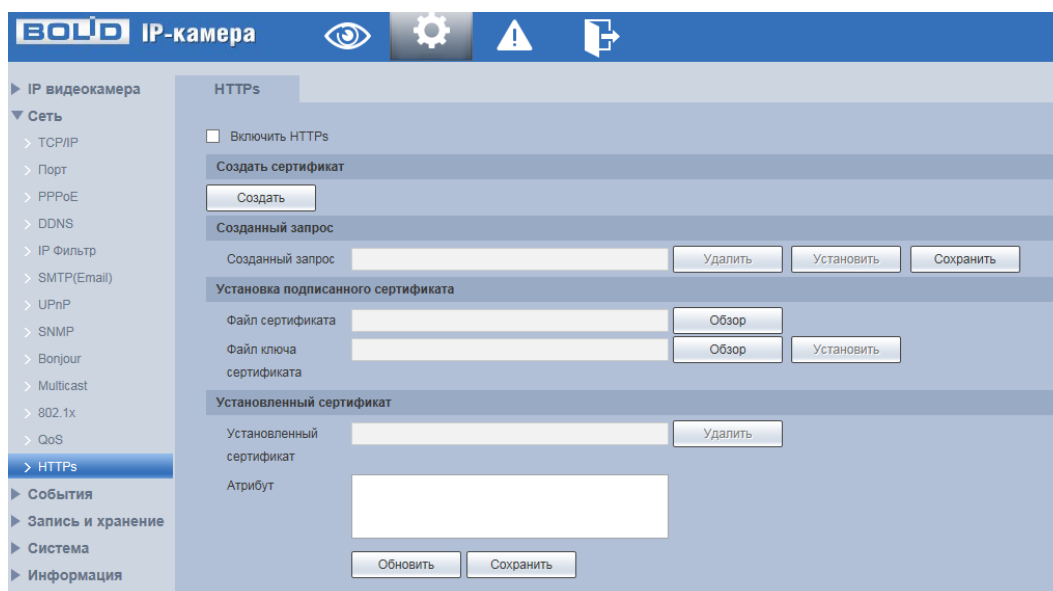 BOLID IP-камера
IP видеокамера
Сеть
TCP/IP
Порт
PPPoE
DDNS
IP Фильтр
SMTP(Email)
UPnP
SNMP
Bonjour
Multicast
802.1x
QoS
HTTPs
События
Запись и хранение
Система
Информация
HTTPs
Включить HTTPs
Создать сертификат
Создать
Созданный запрос
Созданный запрос Удалить Установить Сохранить
Установка подписанного сертификата
Файл сертификата Обзор
Файл ключа Обзор Установить
сертификата
Установленный сертификат
Установленный Удалить
сертификат
Атрибут
Обновить Сохранить